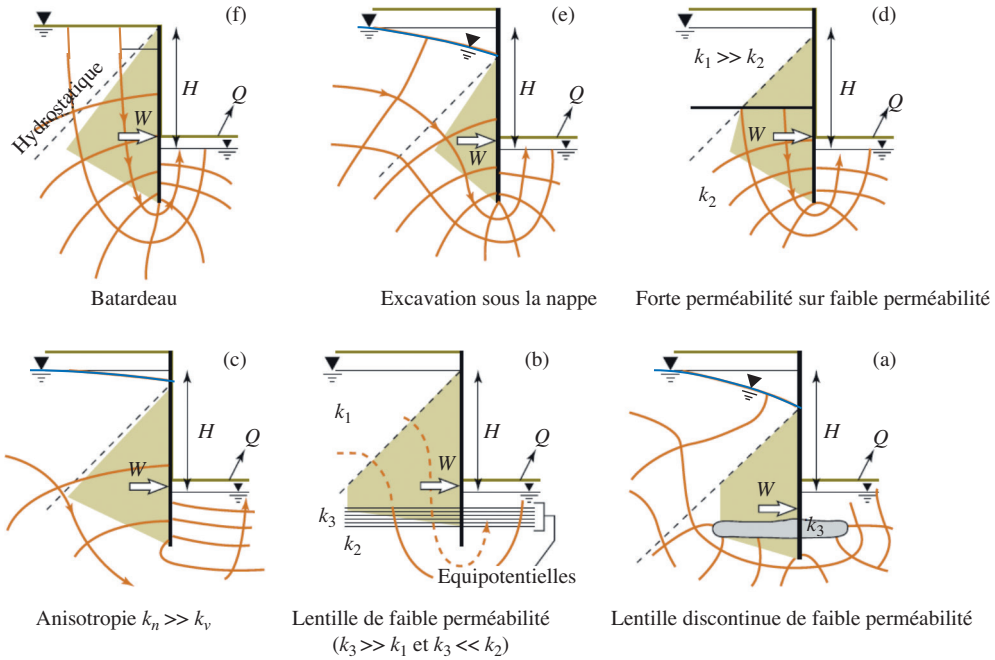 (f)
Hydrostatique
H
Q
W
Batardeau
(e)
H
Q
W
Excavation sous la nappe
(d)
k1 >> k2
H
Q
W
k2
Forte perméabilité sur faible perméabilité
(c)
H
Q
W
Anisotropie kn >> kv
(b)
k1
H
Q
W
k3
k2
Equipotentielles
Lentille de faible perméabilité
(k3 >> k1 et k3 << k2)
(a)
H
Q
W
k3
Lentille discontinue de faible perméabilité